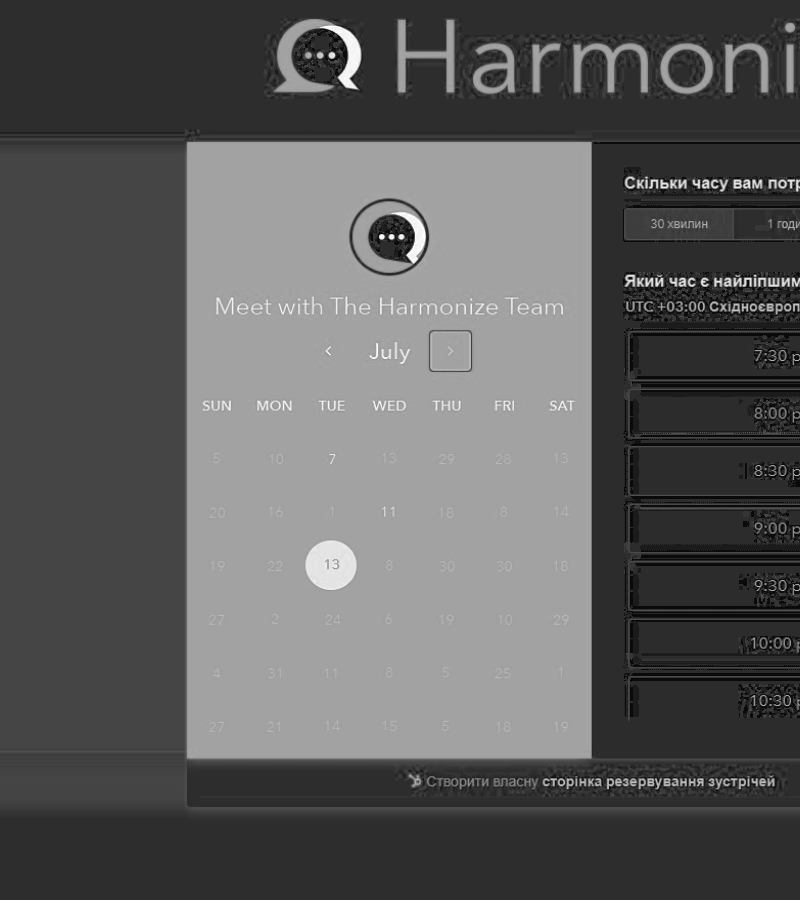 Harmoni
Meet with The Harmonize Team
July
SUN MON TUE WED THU FRI SAT
5 10 7 13 29 28 13
20 16 1 11 18 8 14
19 22 13 8 30 30 18
27 2 24 6 19 10 29
4 31 11 8 5 25 1
27 21 14 15 5 18 19
Скільки часу вам потр
30 хвилин 1 годи
Який час є найліпшим
UTC +03:00 Східноєвроп
7:30 p
8:00 p
8:30 p
9:00 p
9:30 p
10:00 p
10:30 p
Створити власну сторінка резервування зустрічей